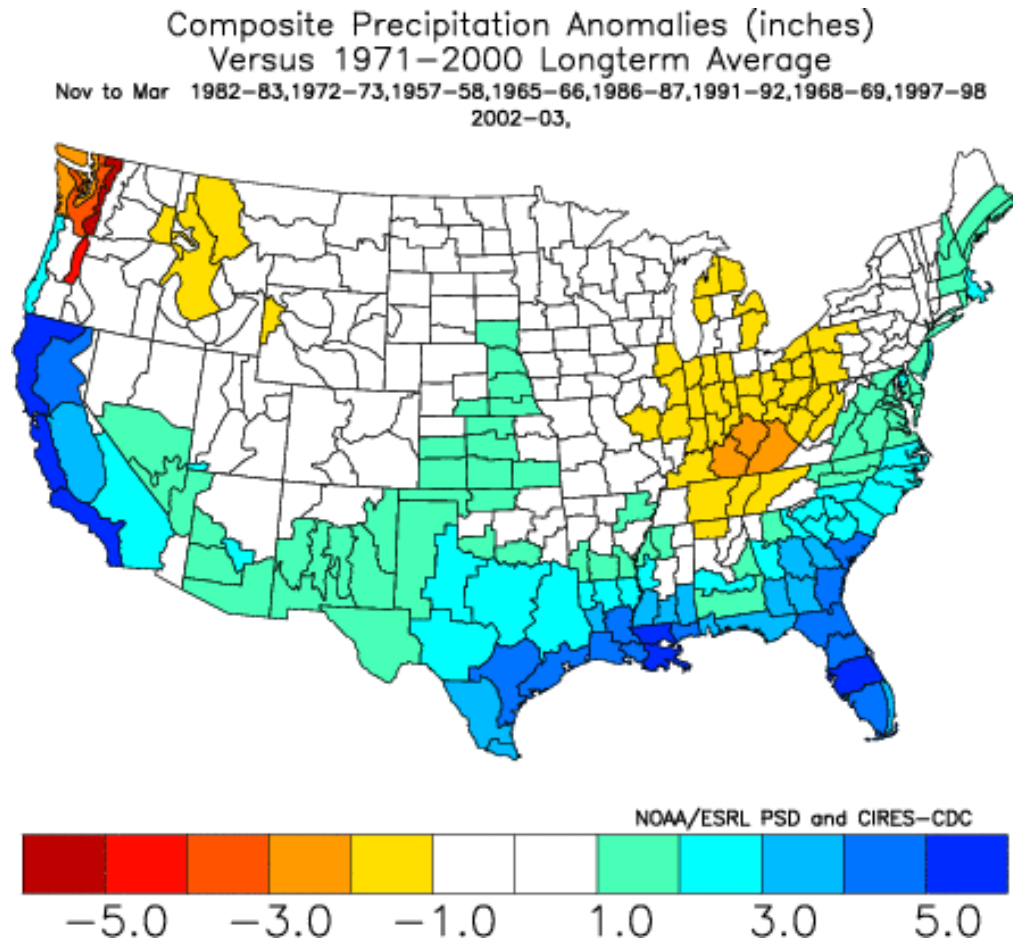 Composite Precipitation Anomalies (inches)
Versus 1971-2000 Longterm Average
Nov to Mar 1982-83,1972-73,1957-58,1965-66,1986-87,1991-92,1968-69,1997-98
2002-03,
NOAA/ESRL PSD and CIRES-CDC
-5.0 -3.0 -1.0 1.0 3.0 5.0